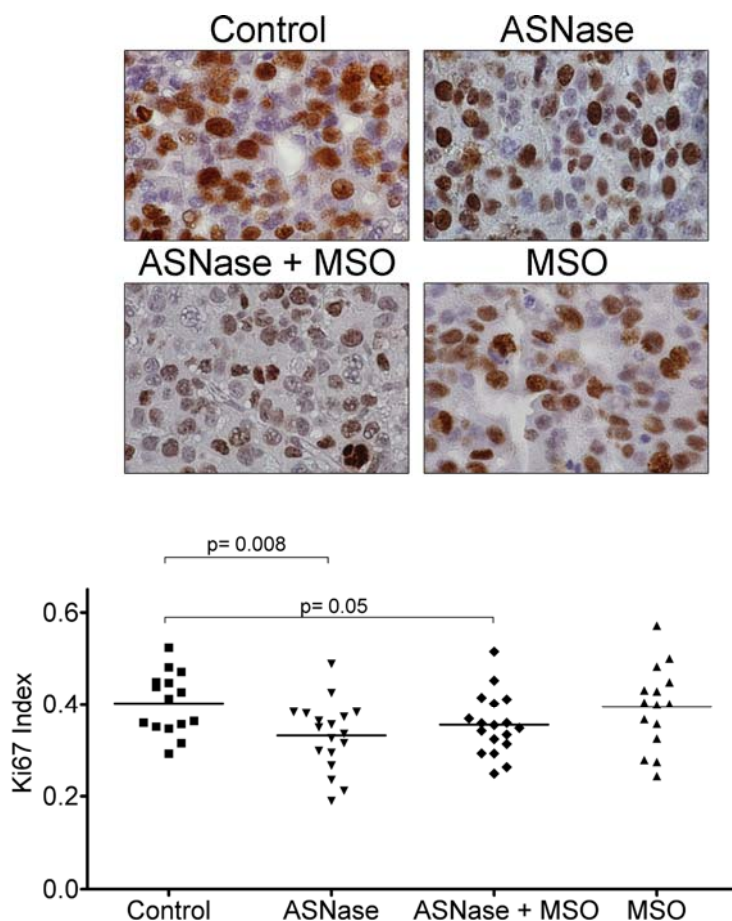 Control ASNase
ASNase + MSO MSO
p= 0.008
p= 0.05
Ki67 Index
0.6
0.4
0.2
0.0
Control ASNase ASNase + MSO MSO